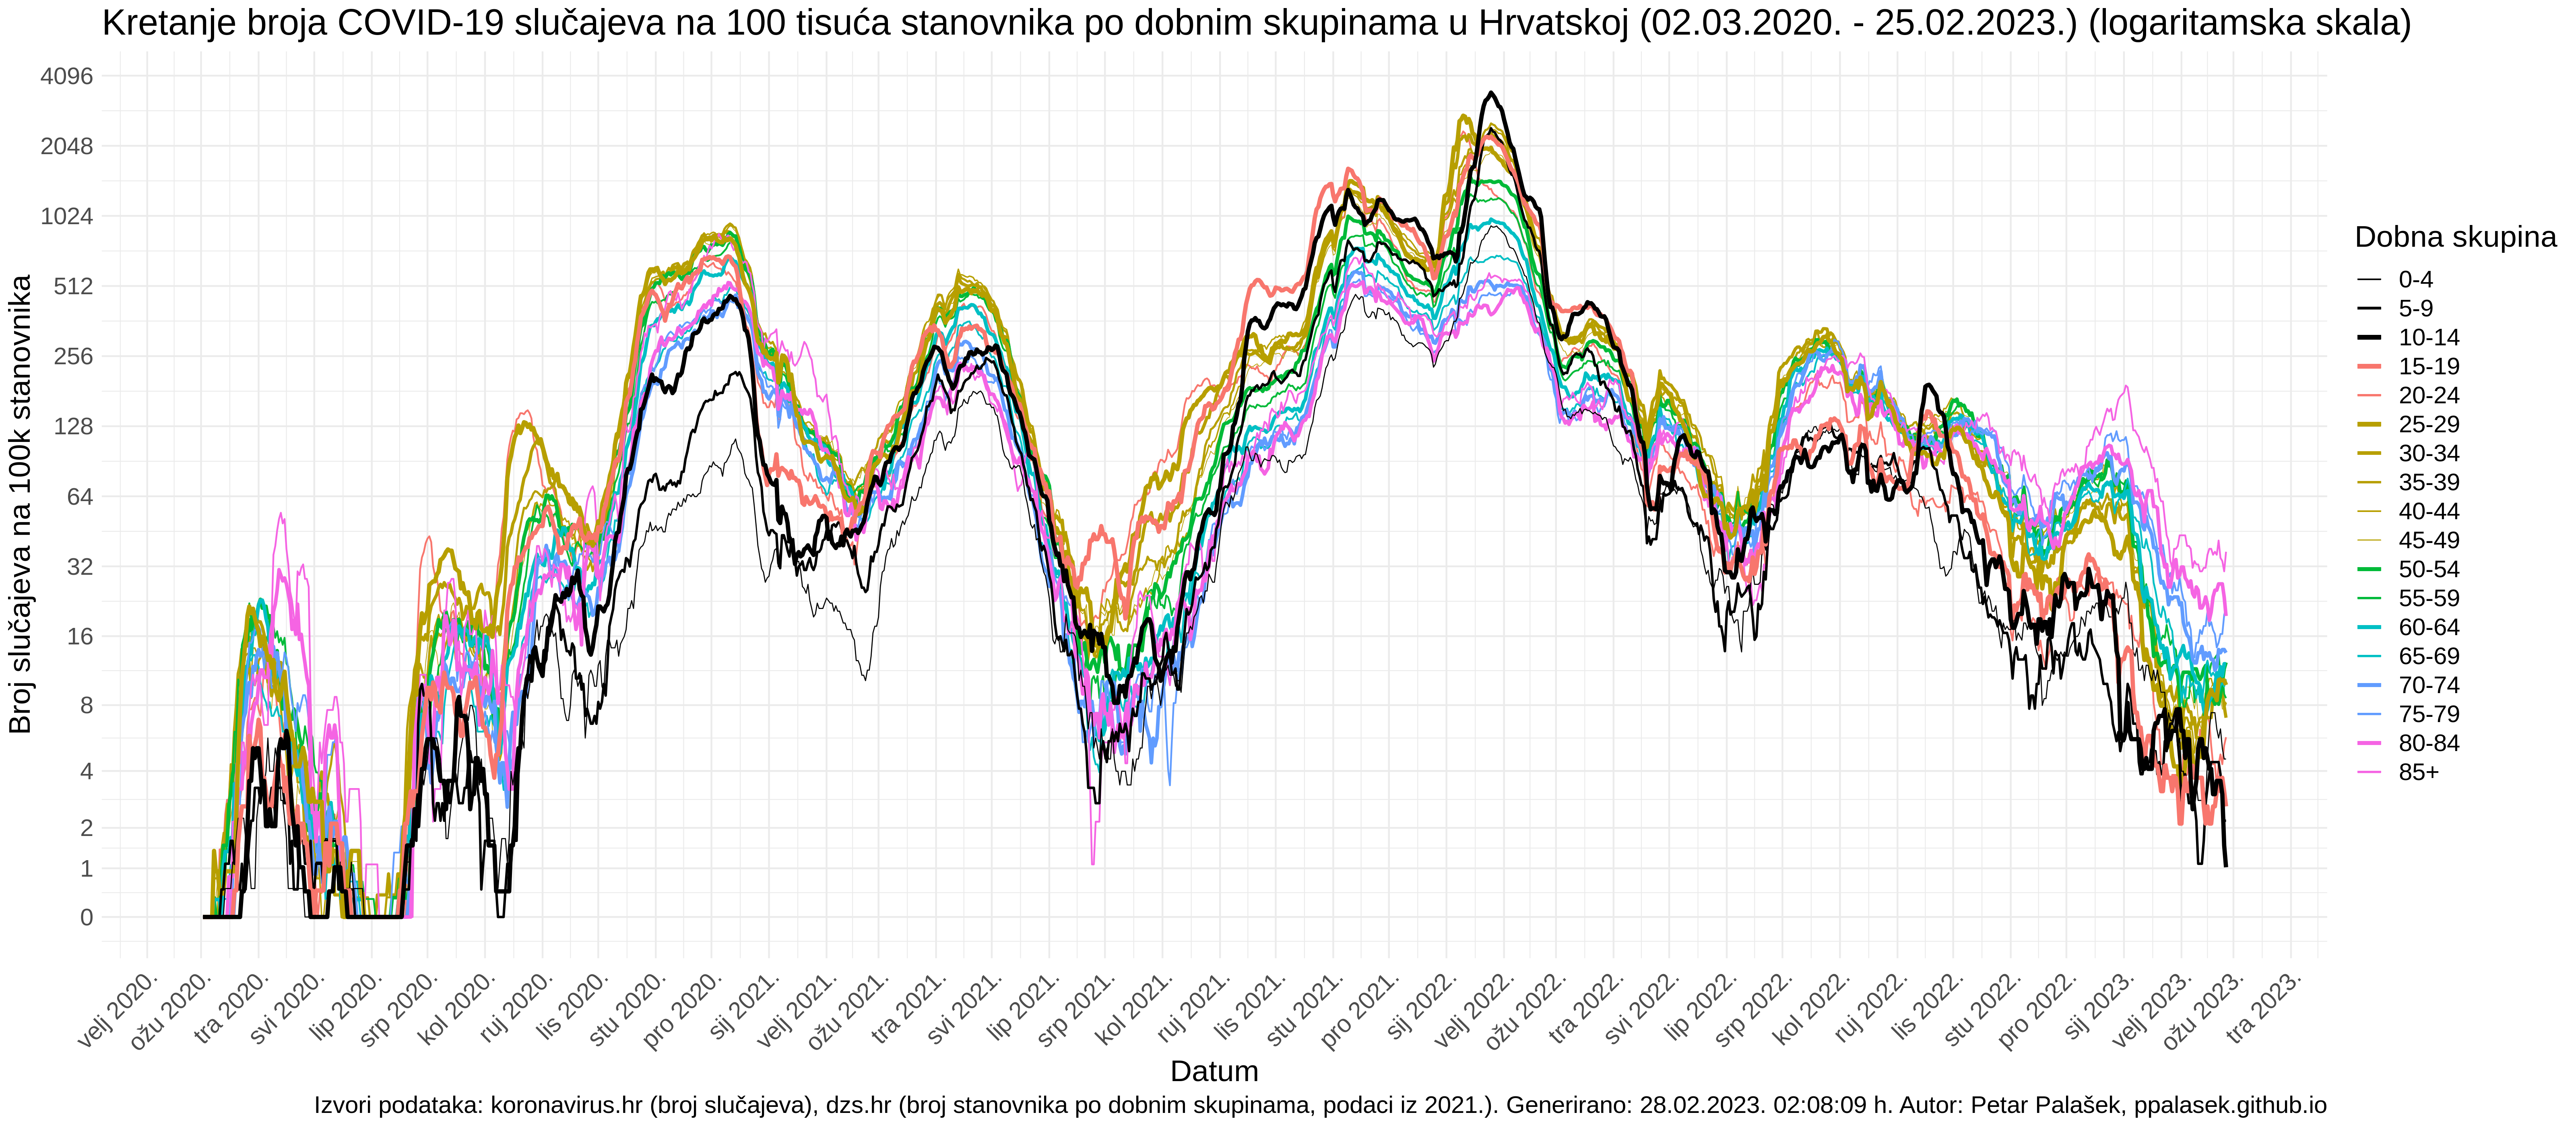 Kretanje broja COVID-19 slučajeva na 100 tisuća stanovnika po dobnim skupinama u Hrvatskoj (02.03.2020. - 25.02.2023.) (logaritamska skala)
Broj slučajeva na 100k stanovnika
4096
2048
1024
512
256
128
64
32
16
8
4
2
1
0
velj 2020.
ožu 2020.
tra 2020.
svi 2020.
lip 2020.
srp 2020.
kol 2020.
ruj 2020.
lis 2020.
stu 2020.
pro 2020.
sij 2021.
velj 2021.
ožu 2021.
tra 2021.
svi 2021.
lip 2021.
srp 2021.
kol 2021.
ruj 2021.
lis 2021.
stu 2021.
pro 2021.
sij 2022.
velj 2022.
ožu 2022.
tra 2022.
svi 2022.
lip 2022.
srp 2022.
kol 2022.
ruj 2022.
lis 2022.
stu 2022.
pro 2022.
sij 2023.
velj 2023.
ožu 2023.
tra 2023.
Datum
Dobna skupina
0-4
5-9
10-14
15-19
20-24
25-29
30-34
35-39
40-44
45-49
50-54
55-59
60-64
65-69
70-74
75-79
80-84
85+
Izvori podataka: koronavirus.hr (broj slučajeva), dzs.hr (broj stanovnika po dobnim skupinama, podaci iz 2021.). Generirano: 28.02.2023. 02:08:09 h. Autor: Petar Palašek, ppalasek.github.io